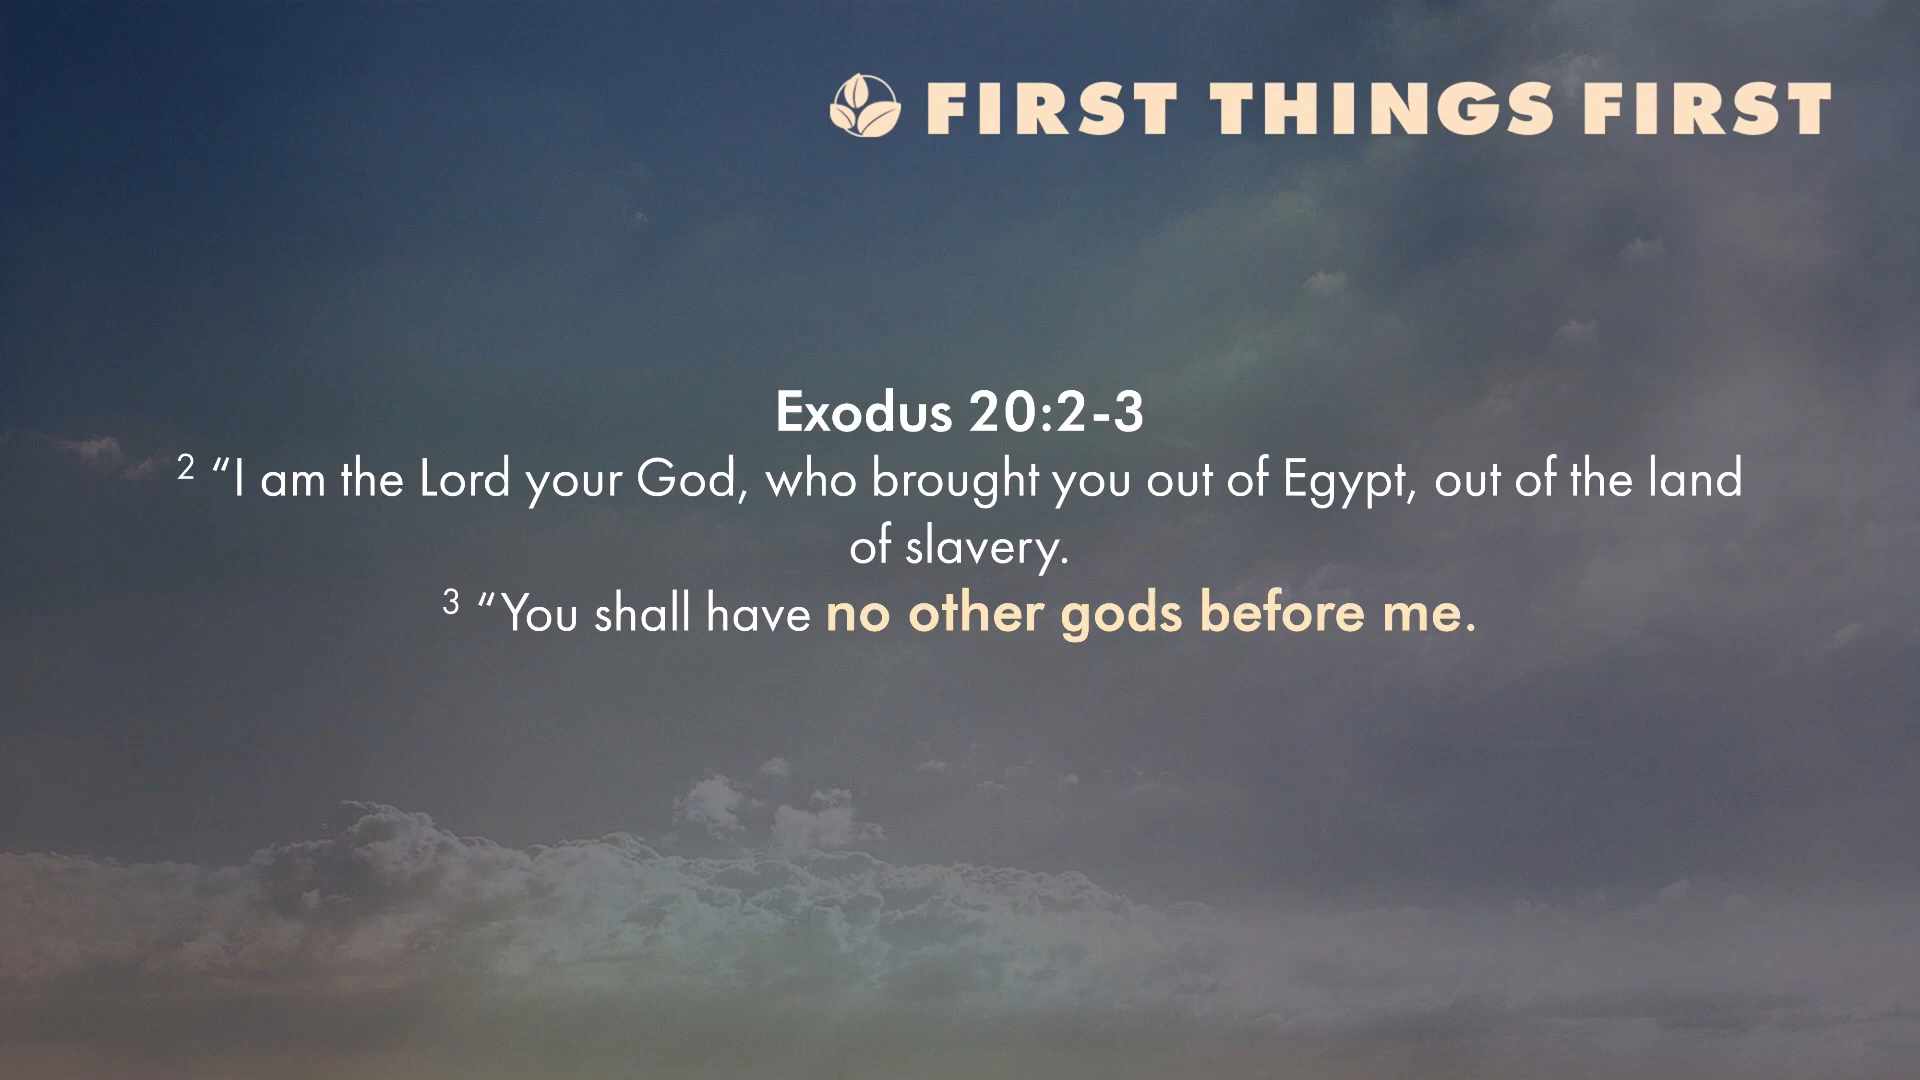 FIRST THINGS FIRST
Exodus 20:2-3
2 “I am the Lord your God, who brought you out of Egypt, out of the land
of slavery.
3 “You shall have no other gods before me.